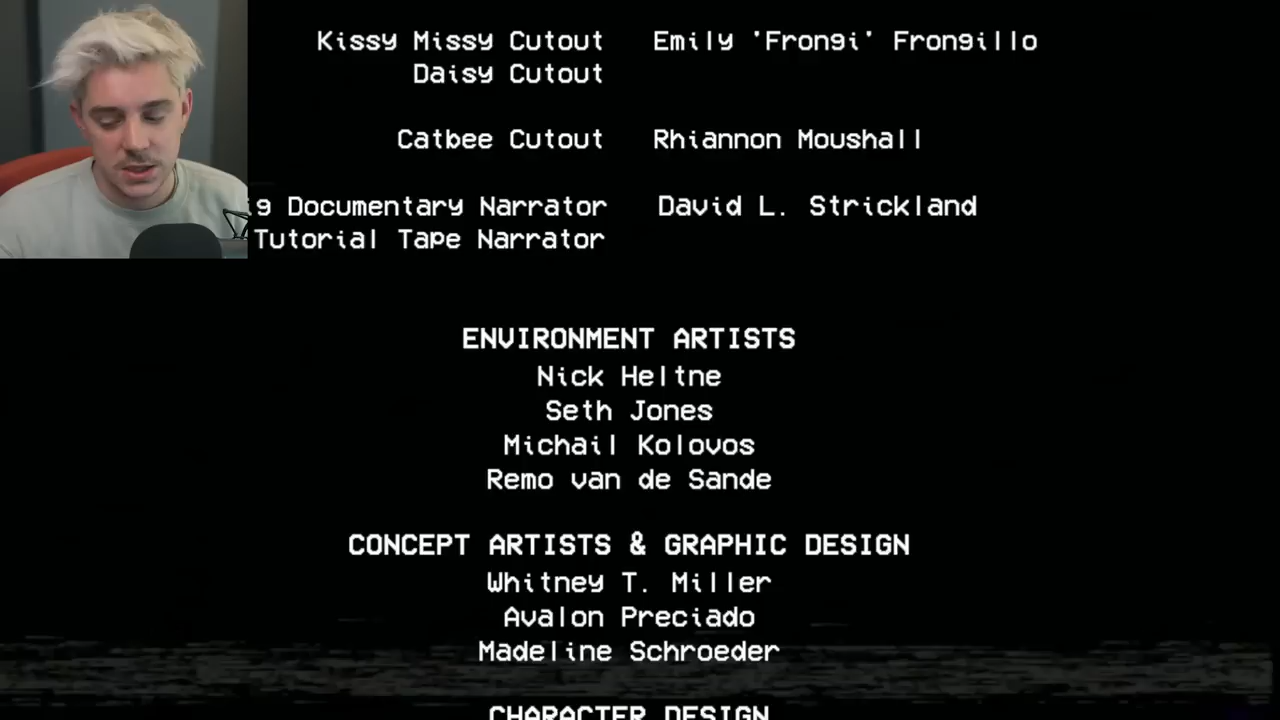 Kissy Missy Cutout Emily 'Frongi' Frongillo
Daisy Cutout
Catbee Cutout Rhiannon Moushall
Documentary Narrator David L. Strickland
Tutorial Tape Narrator
ENVIRONMENT ARTISTS
Nick Heltne
Seth Jones
Michail Kolovos
Remo van de Sande
CONCEPT ARTISTS & GRAPHIC DESIGN
Whitney T. Miller
Avalon Preciado
Madeline Schroeder
CHARACTER DESIGN